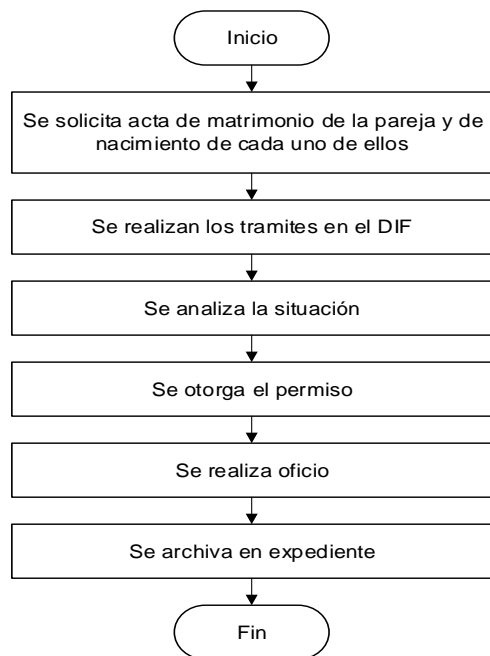 Inicio
Se solicita acta de matrimonio de la pareja y de
nacimiento de cada uno de ellos
Se realizan los tramites en el DIF
Se analiza la situación
Se otorga el permiso
Se realiza oficio
Se archiva en expediente
Fin